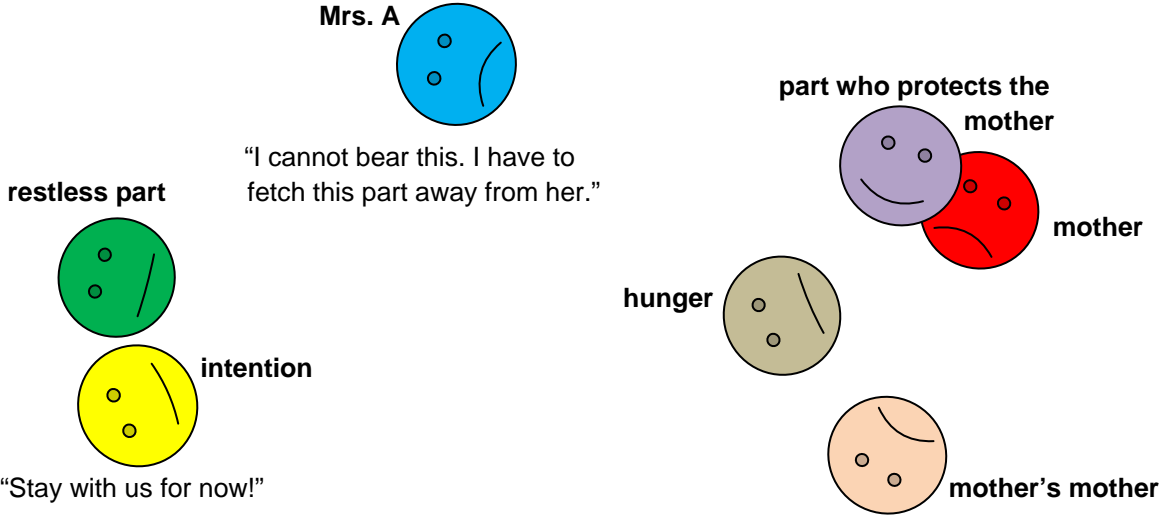 Mrs. A
“I cannot bear this. I have to
fetch this part away from her.”
restless part
intention
“Stay with us for now!”
part who protects the
mother
mother
hunger
mother’s mother